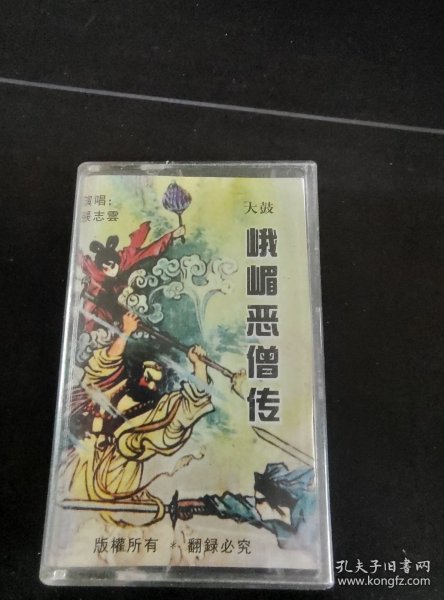 演唱:
張志雲
大鼓
峨嵋恶僧传
版權所有 * 翻録必究
孔夫子旧书网
www.kongfz.com